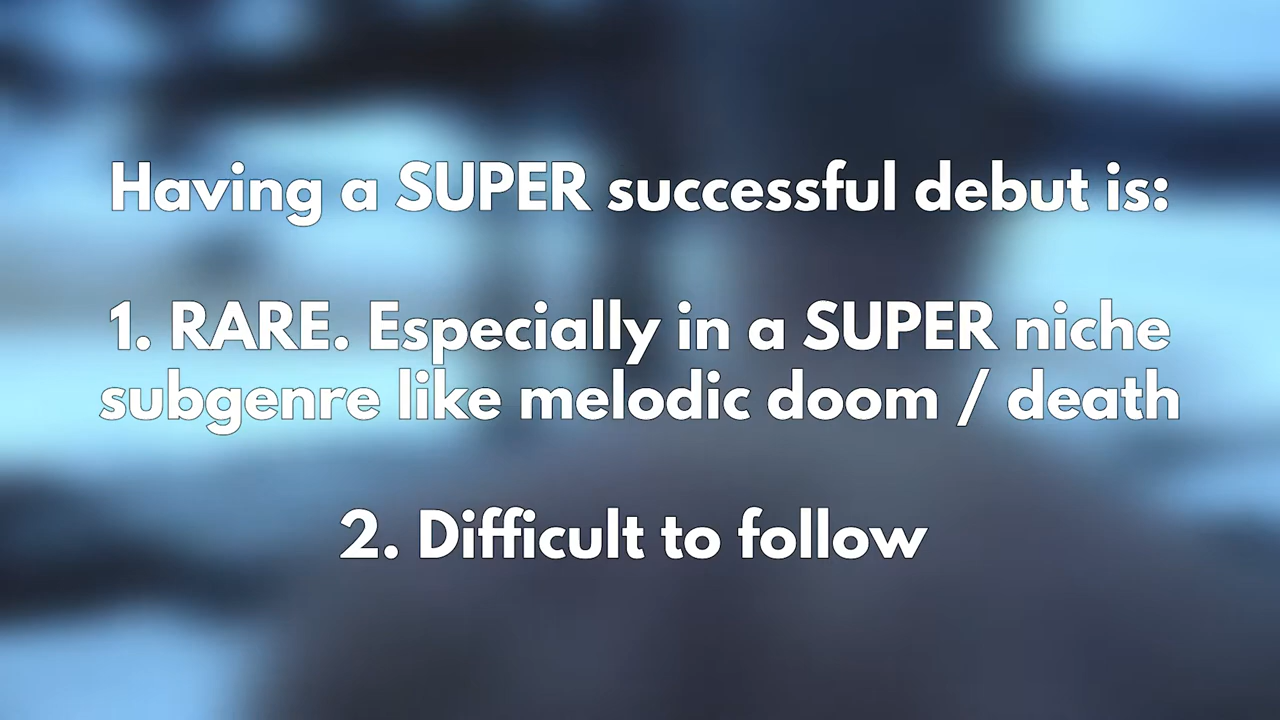 Having a SUPER successful debut is:
1. RARE. Especially in a SUPER niche
subgenre like melodic doom / death
2. Difficult to follow